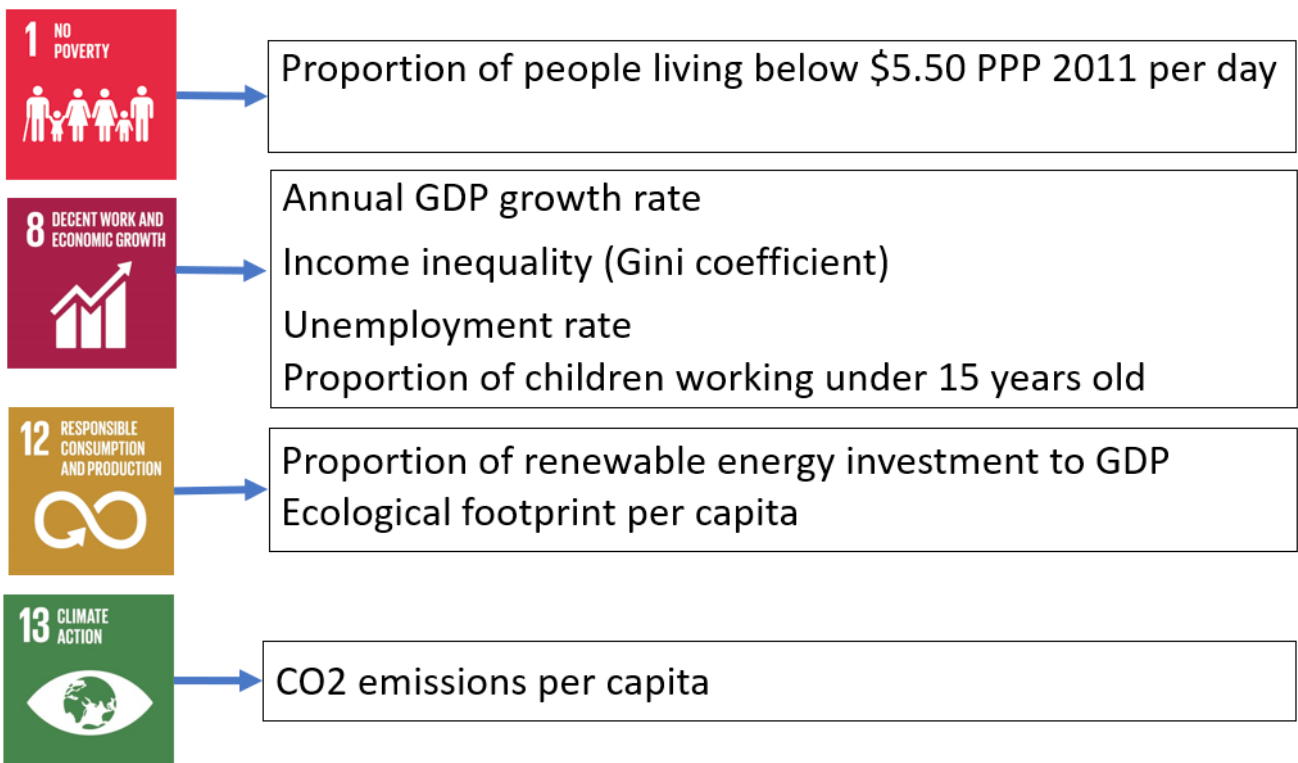 1 NO
POVERTY
Proportion of people living below $5.50 PPP 2011 per day
8 DECENT WORK AND
ECONOMIC GROWTH
Annual GDP growth rate
Income inequality (Gini coefficient)
Unemployment rate
Proportion of children working under 15 years old
12 RESPONSIBLE
CONSUMPTION
AND PRODUCTION
Proportion of renewable energy investment to GDP
Ecological footprint per capita
13 CLIMATE
ACTION
CO2 emissions per capita